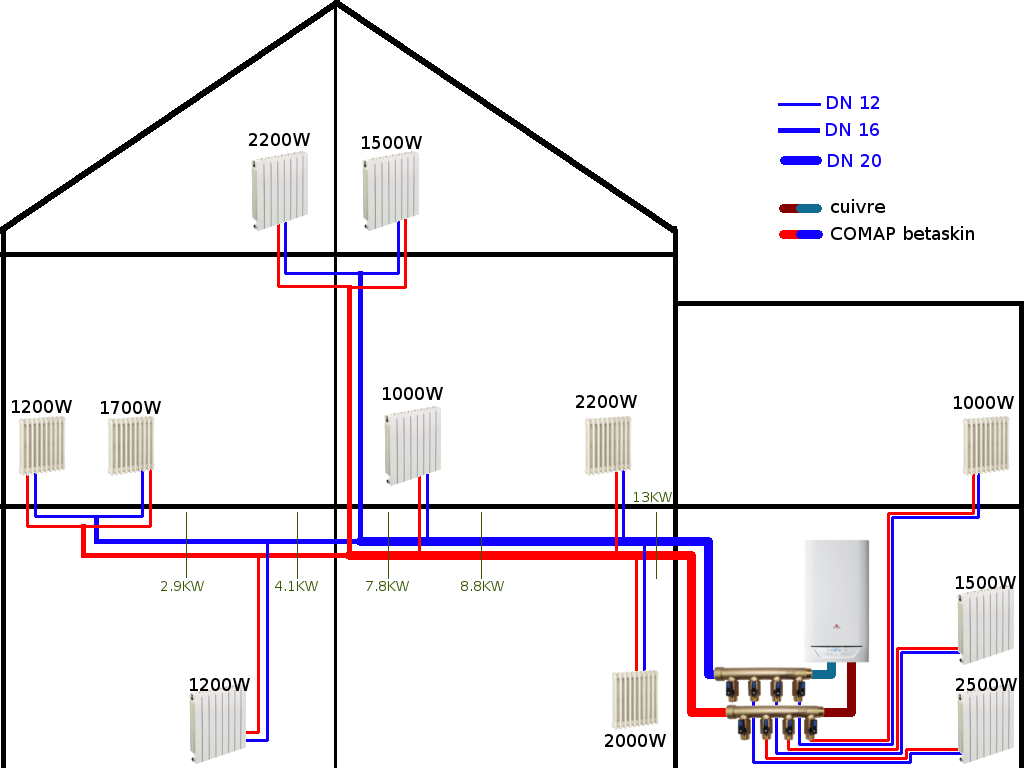 DN 12
DN 16
2200W 1500W
DN 20
cuivre
COMAP betaskin
1000W
2200W
1000W
1200W 1700W
13KW
2.9KW 4.1KW 7.8KW 8.8KW
1500W
1200W
2500W
2000W